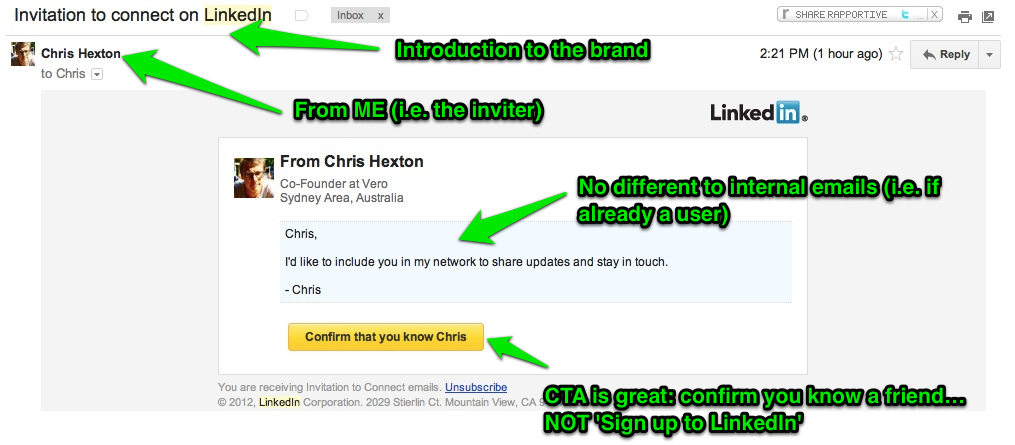 Invitation to connect on LinkedIn
Inbox x
SHARE RAPPORTIVE t ... X
Introduction to the brand
Chris Hexton
2:21 PM (1 hour ago)
Reply
to Chris
From ME (i.e. the inviter)
LinkedIn®
From Chris Hexton
Co-Founder at Vero
Sydney Area, Australia
No different to internal emails (i.e. if
already a user)
Chris,
I'd like to include you in my network to share updates and stay in touch.
- Chris
Confirm that you know Chris
You are receiving Invitation to Connect emails. Unsubscribe
© 2012, LinkedIn Corporation. 2029 Stierlin Ct. Mountain View, CA 9
CTA is great: confirm you know a friend...
NOT 'Sign up to LinkedIn'